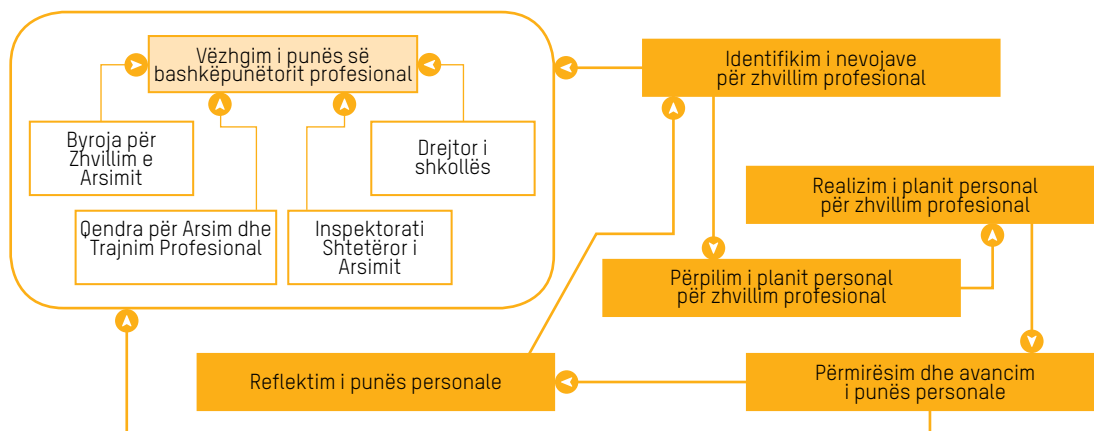 Vëzhgim i punës së
bashkëpunëtorit profesional
Identifikim i nevojave
për zhvillim profesional
Byroja për
Zhvillim e
Arsimit
Drejtor i
shkollës
Realizim i planit personal
për zhvillim profesional
Qendra për Arsim dhe
Trajnim Profesional
Inspektorati
Shtetëror i
Arsimit
Përpilim i planit personal
për zhvillim profesional
Reflektim i punës personale
Përmirësim dhe avancim
i punës personale